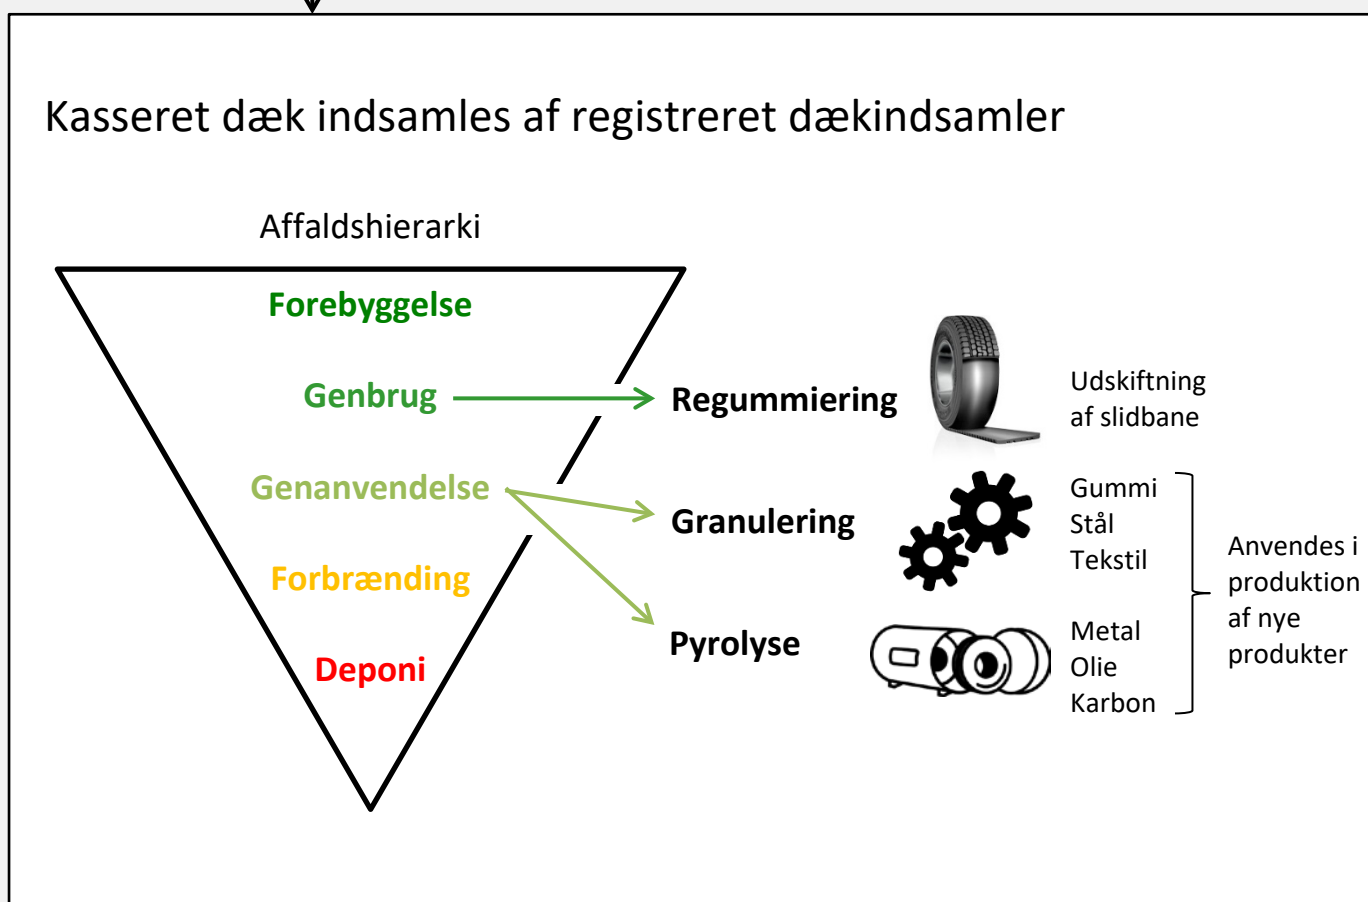 Kasseret dæk indsamles af registreret dækindsamler
Affaldshierarki
Forebyggelse
Genbrug
Genanvendelse
Forbrænding
Deponi
Regummiering
Udskiftning
af slidbane
Granulering
Gummi
Stål
Tekstil
Pyrolyse
Metal
Olie
Karbon
Anvendes i
produktion
af nye
produkter